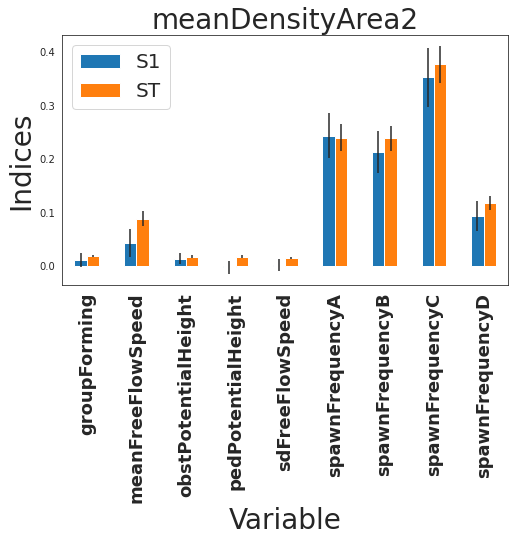 meanDensityArea2
Indices
0.4
0.3
0.2
0.1
0.0
S1
ST
groupForming
meanFreeFlowSpeed
obstPotentialHeight
pedPotentialHeight
sdFreeFlowSpeed
spawnFrequencyA
spawnFrequencyB
spawnFrequencyC
spawnFrequencyD
Variable